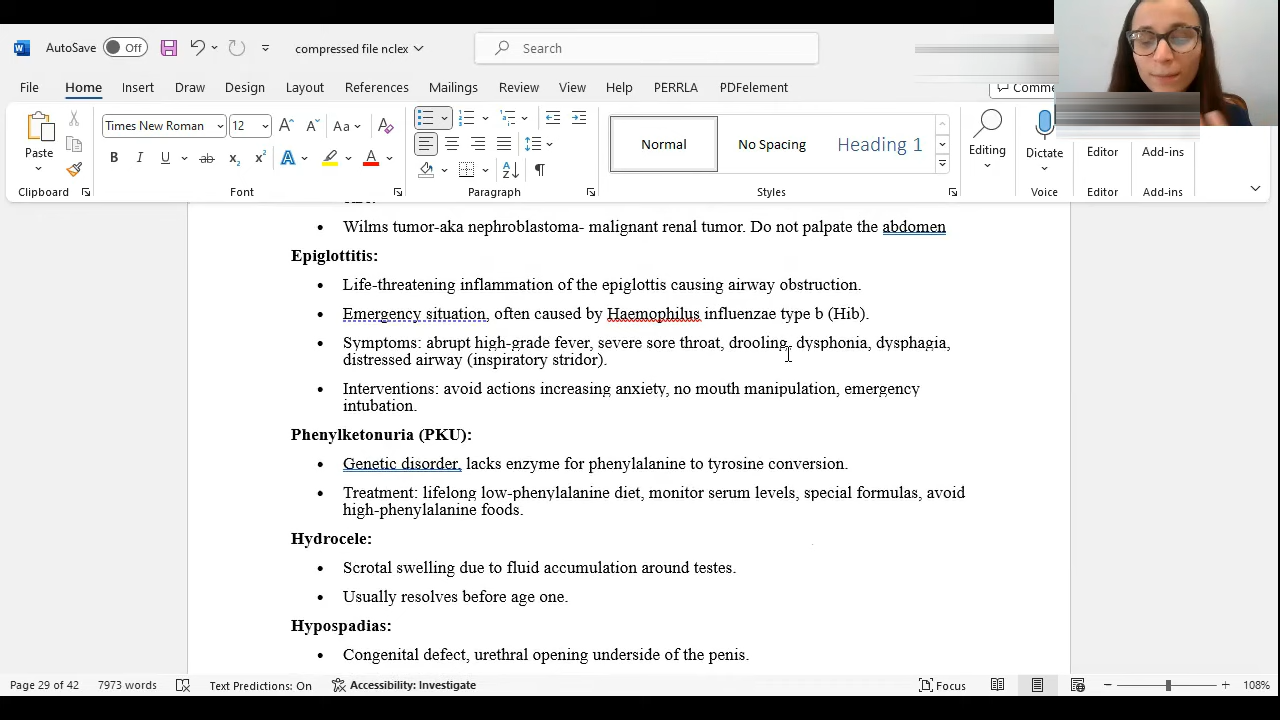 AutoSave Off compressed file nclex Search
File Home Insert Draw Design Layout References Mailings Review View Help PERRLA PDFelement Comme
Times New Roman 12 Aa
Paste B I U ab x₂ x² A A Normal No Spacing Heading 1 Editing Dictate Editor Add-ins
Clipboard Font Paragraph Styles Voice Editor Add-ins
• Wilms tumor-aka nephroblastoma- malignant renal tumor. Do not palpate the abdomen
Epiglottitis:
• Life-threatening inflammation of the epiglottis causing airway obstruction.
• Emergency situation, often caused by Haemophilus influenzae type b (Hib).
• Symptoms: abrupt high-grade fever, severe sore throat, drooling, dysphonia, dysphagia,
distressed airway (inspiratory stridor).
• Interventions: avoid actions increasing anxiety, no mouth manipulation, emergency
intubation.
Phenylketonuria (PKU):
• Genetic disorder, lacks enzyme for phenylalanine to tyrosine conversion.
• Treatment: lifelong low-phenylalanine diet, monitor serum levels, special formulas, avoid
high-phenylalanine foods.
Hydrocele:
• Scrotal swelling due to fluid accumulation around testes.
• Usually resolves before age one.
Hypospadias:
• Congenital defect, urethral opening underside of the penis.
Page 29 of 42 7973 words Text Predictions: On Accessibility: Investigate Focus 108%